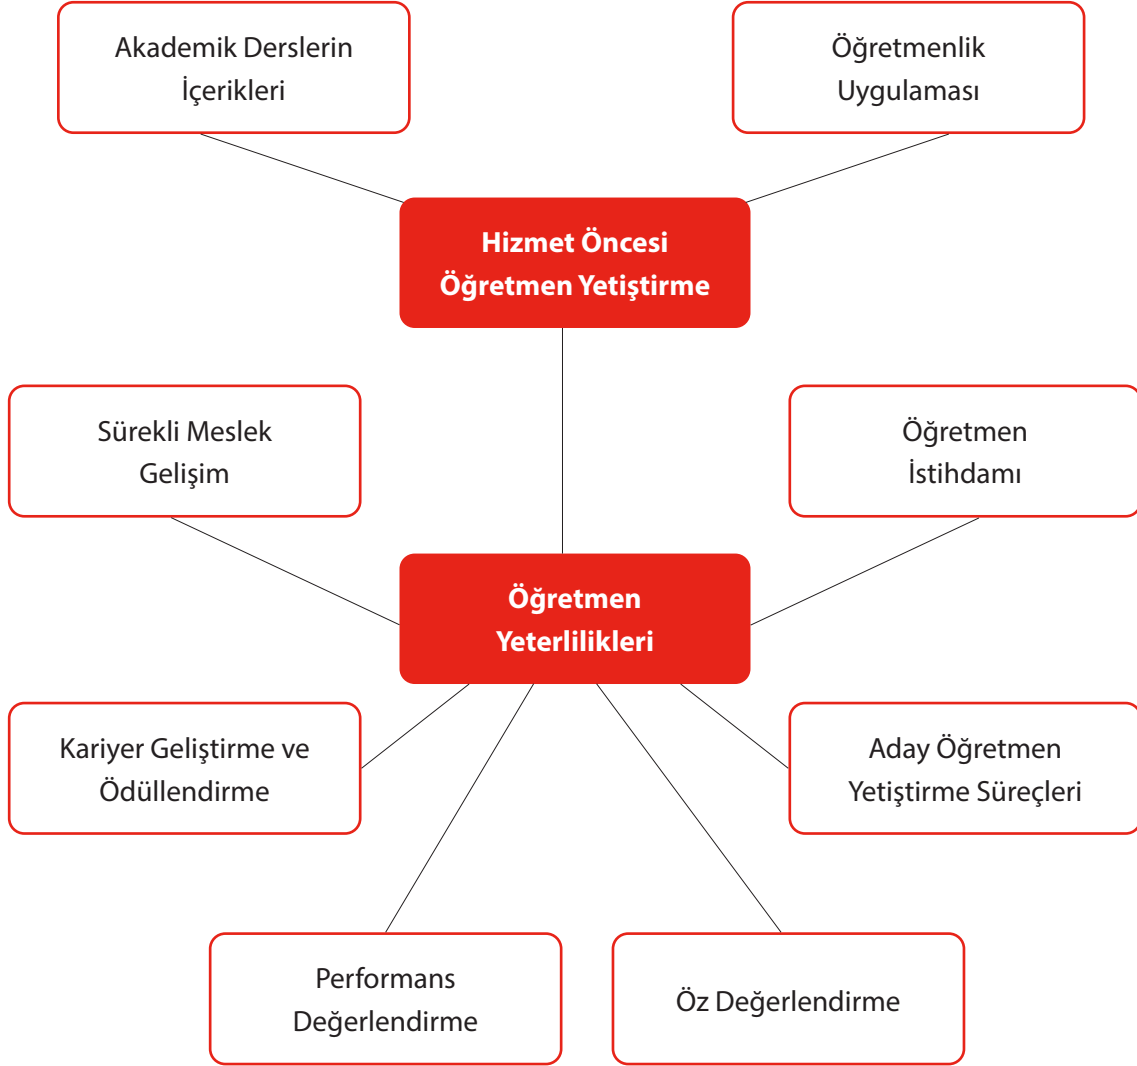 Akademik Derslerin
İçerikleri
Öğretmenlik
Uygulaması
Hizmet Öncesi
Öğretmen Yetiştirme
Sürekli Meslek
Gelişim
Öğretmen
İstihdamı
Öğretmen
Yeterlilikleri
Kariyer Geliştirme ve
Ödüllendirme
Aday Öğretmen
Yetiştirme Süreçleri
Performans
Değerlendirme
Öz Değerlendirme